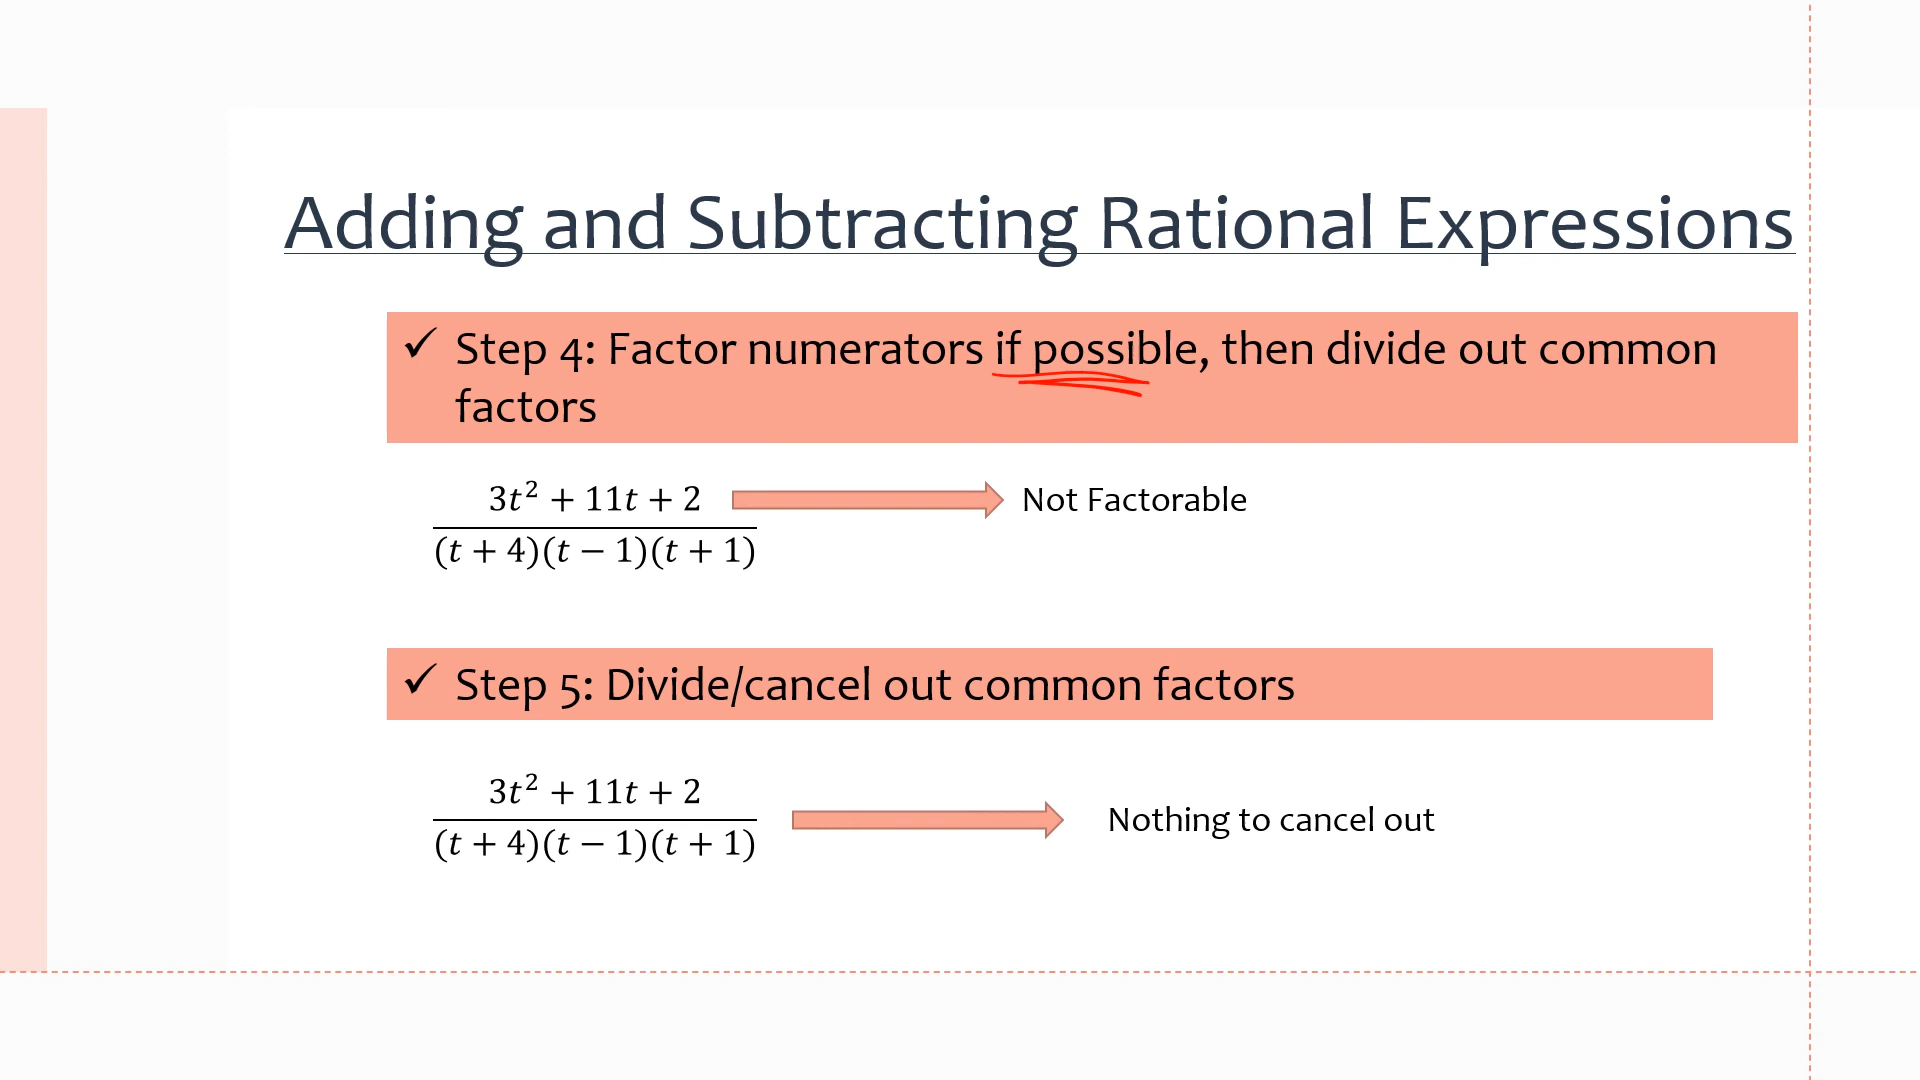 Adding and Subtracting Rational Expressions
✓ Step 4: Factor numerators if possible, then divide out common
factors
3t² + 11t + 2
(t + 4)(t − 1)(t + 1)
Not Factorable
✓ Step 5: Divide/cancel out common factors
3t² + 11t + 2
(t + 4)(t − 1)(t + 1)
Nothing to cancel out